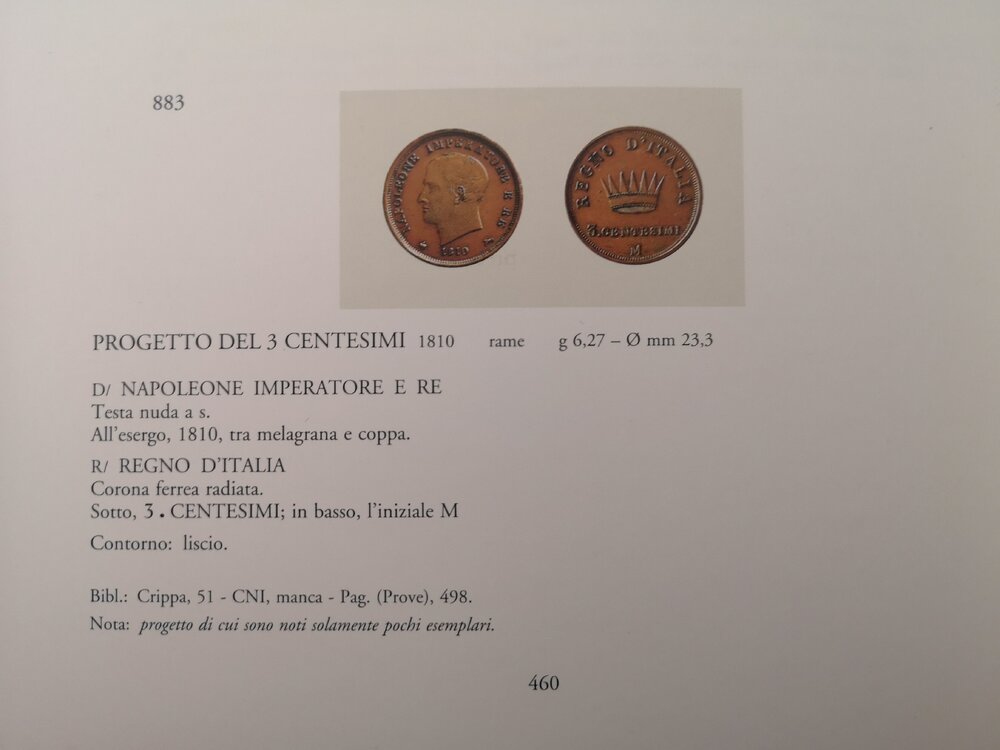 883
NAPOLEONE IMPERATORE E RE
1810
REGNO D'ITALIA
3.CENTESIMI
M
PROGETTO DEL 3 CENTESIMI 1810 rame g 6,27 – Ø mm 23,3
D/ NAPOLEONE IMPERATORE E RE
Testa nuda a s.
All'esergo, 1810, tra melagrana e coppa.
R/ REGNO D'ITALIA
Corona ferrea radiata.
Sotto, 3 . CENTESIMI; in basso, l'iniziale M
Contorno: liscio.
Bibl.: Crippa, 51 - CNI, manca - Pag. (Prove), 498.
Nota: progetto di cui sono noti solamente pochi esemplari.
460